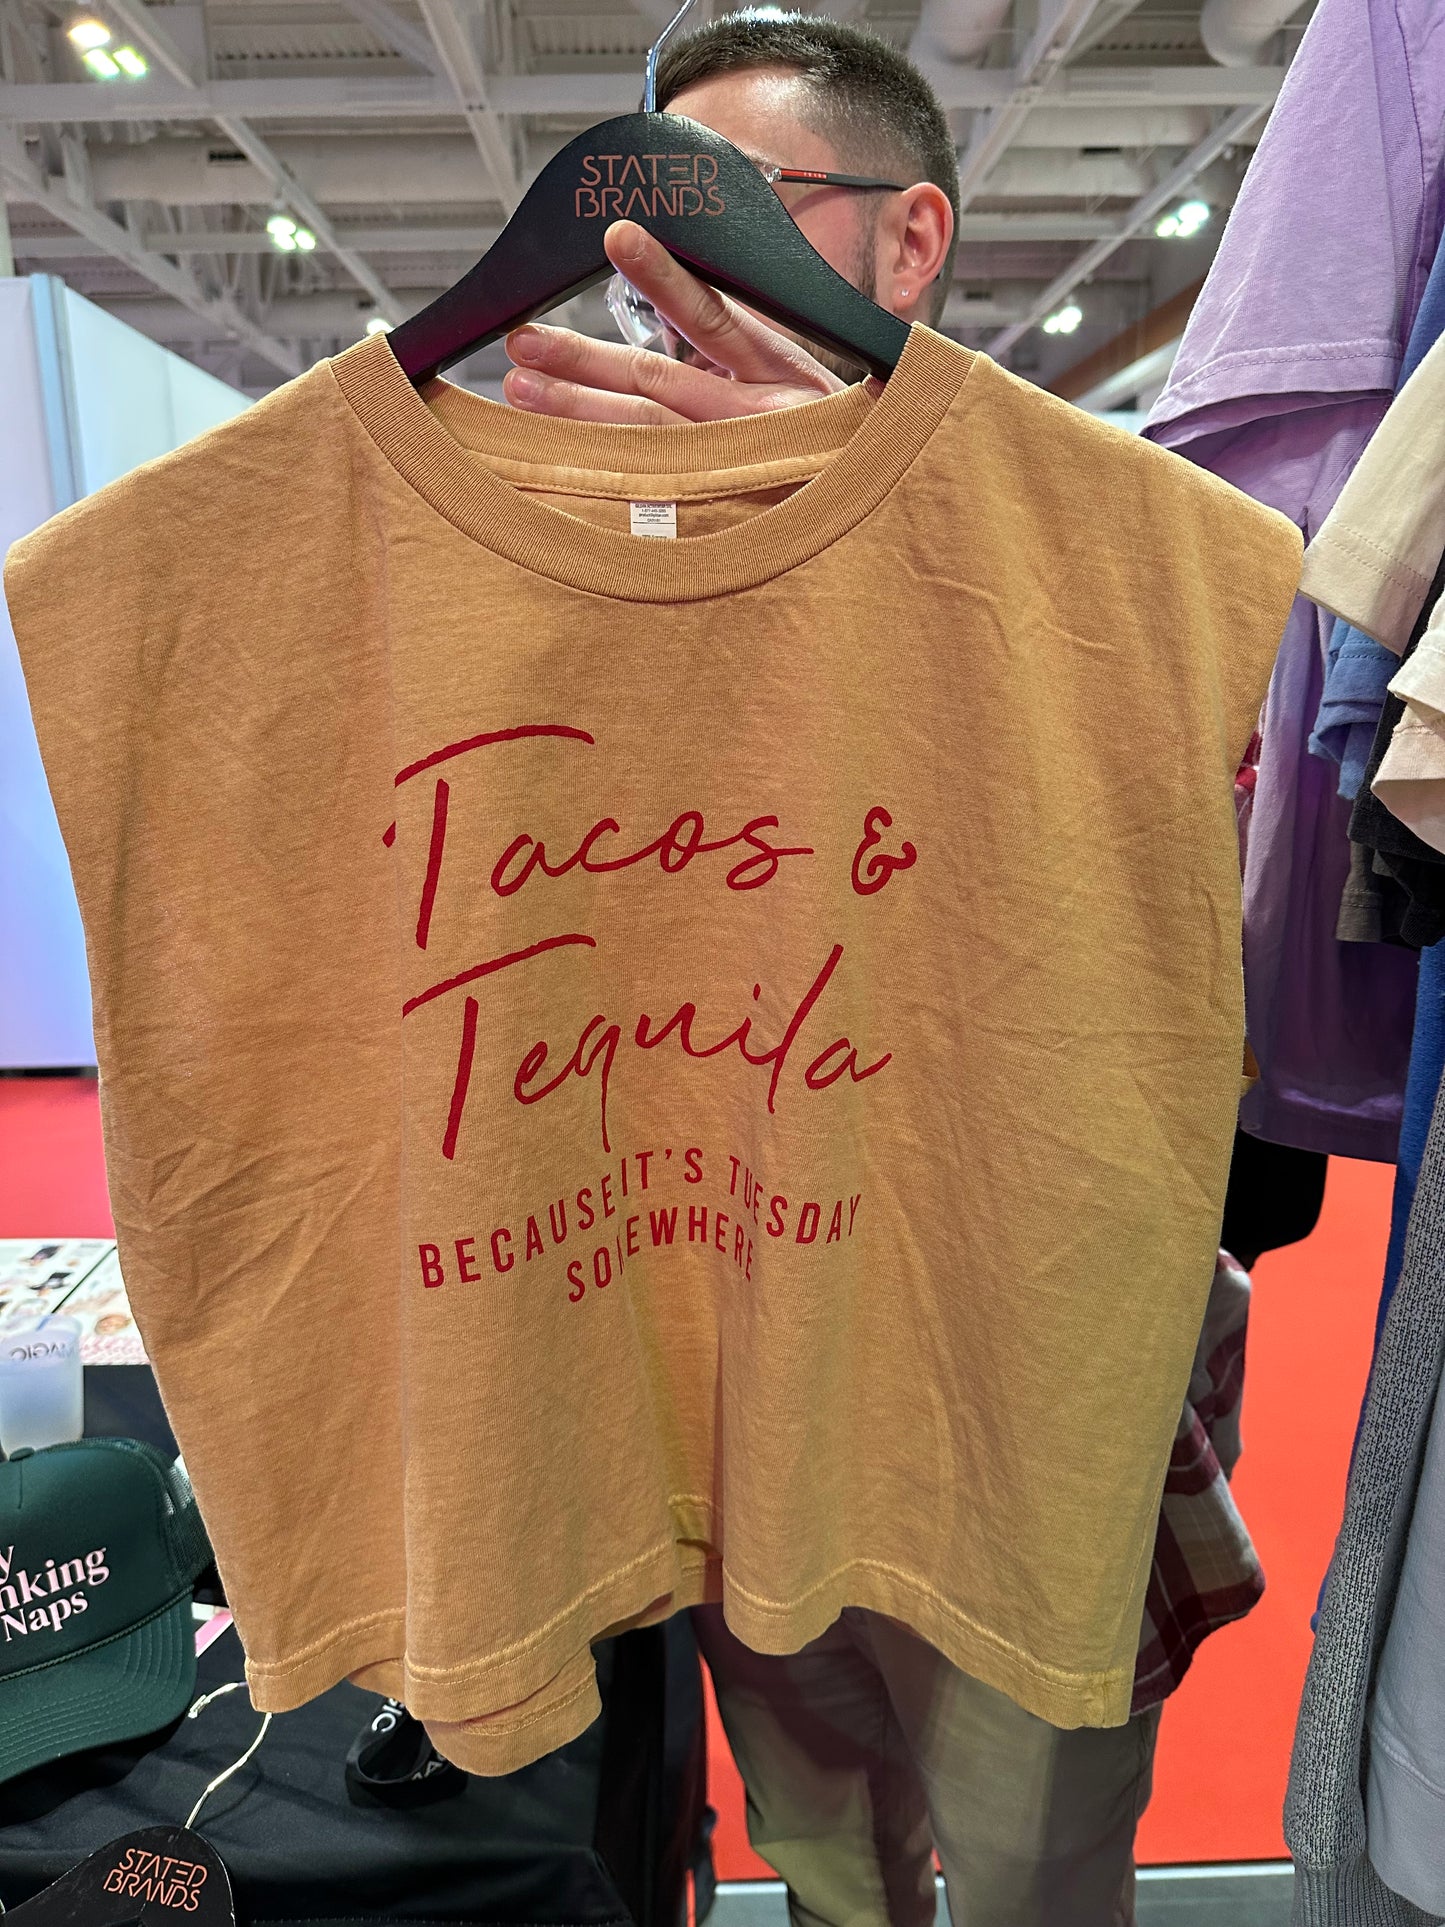 STATED
BRANDS
Tacos &
Tequila
BECAUSE IT'S TUESDAY
SOMEWHERE
Naps
STATED
BRANDS